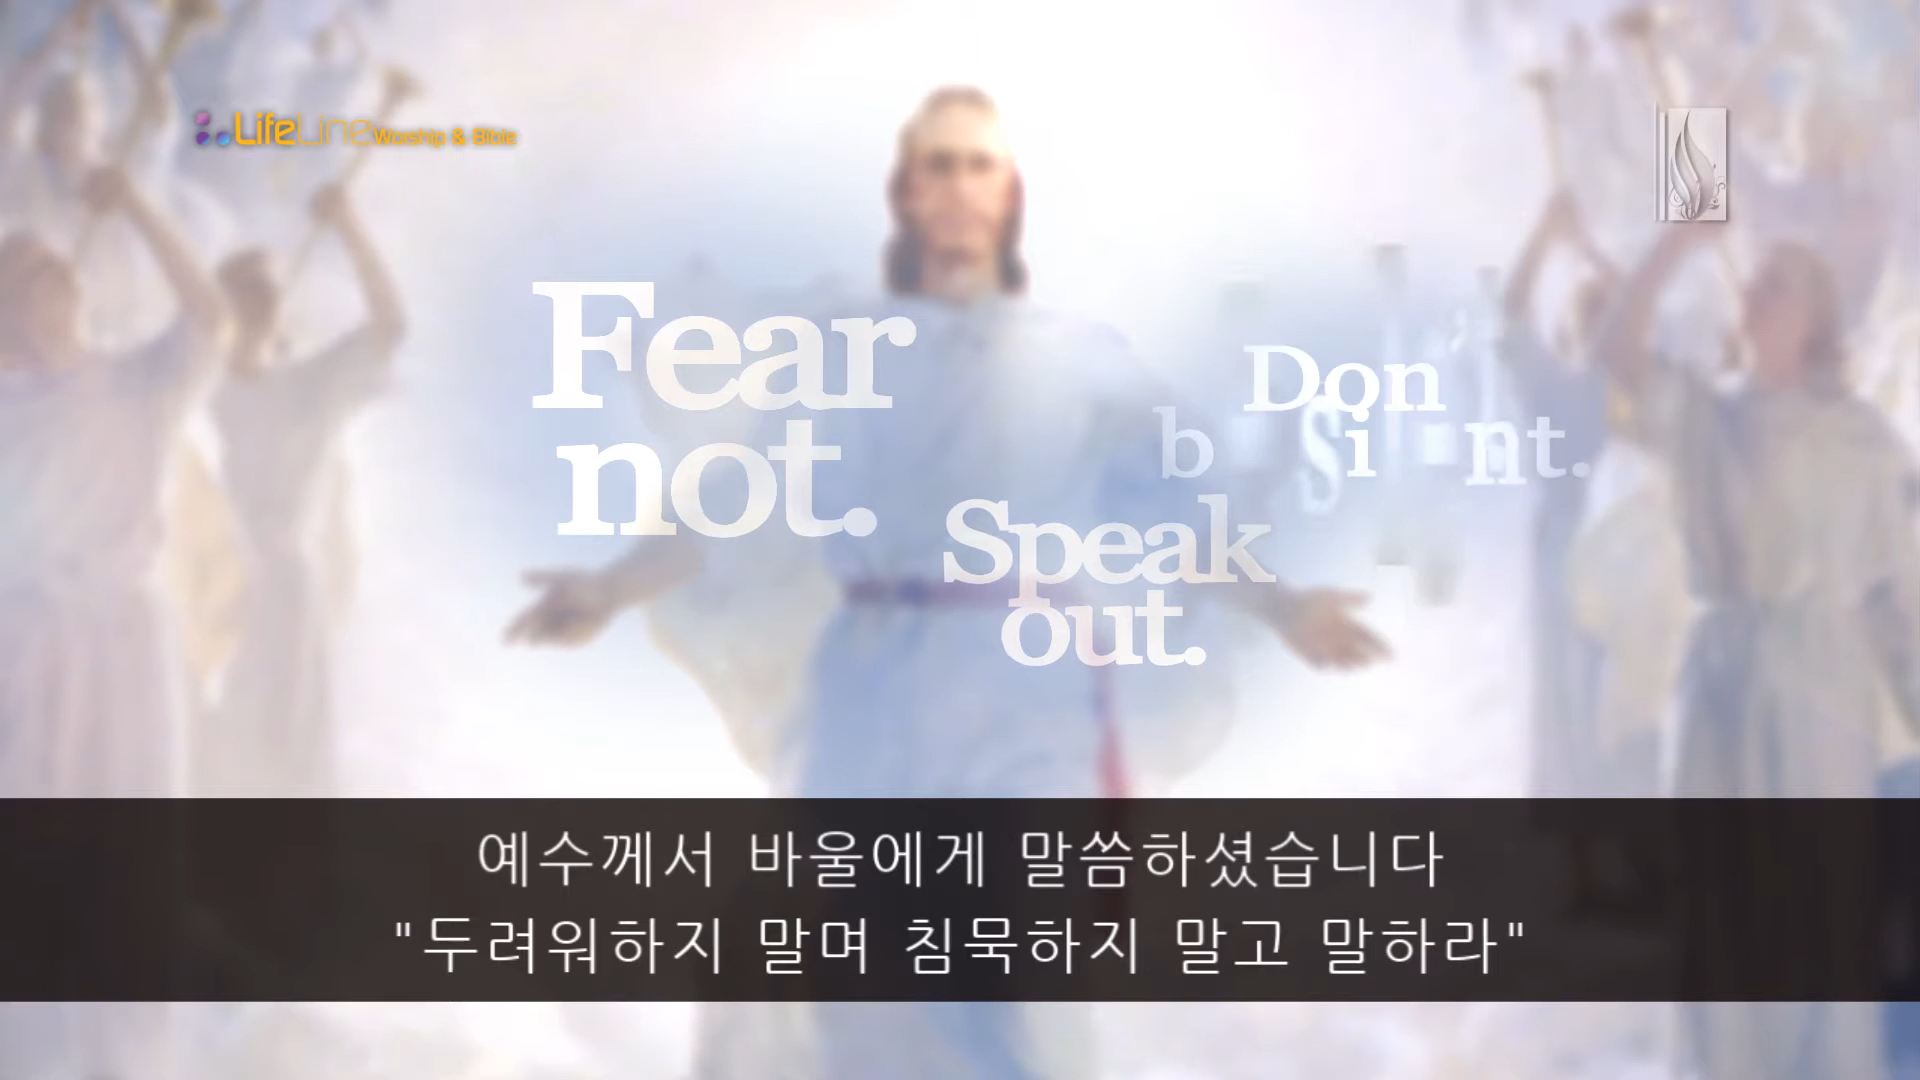 LifeLine Worship & Bible
Fear
not.
Speak
out.
Don'
예수께서 바울에게 말씀하셨습니다
"두려워하지 말며 침묵하지 말고 말하라"